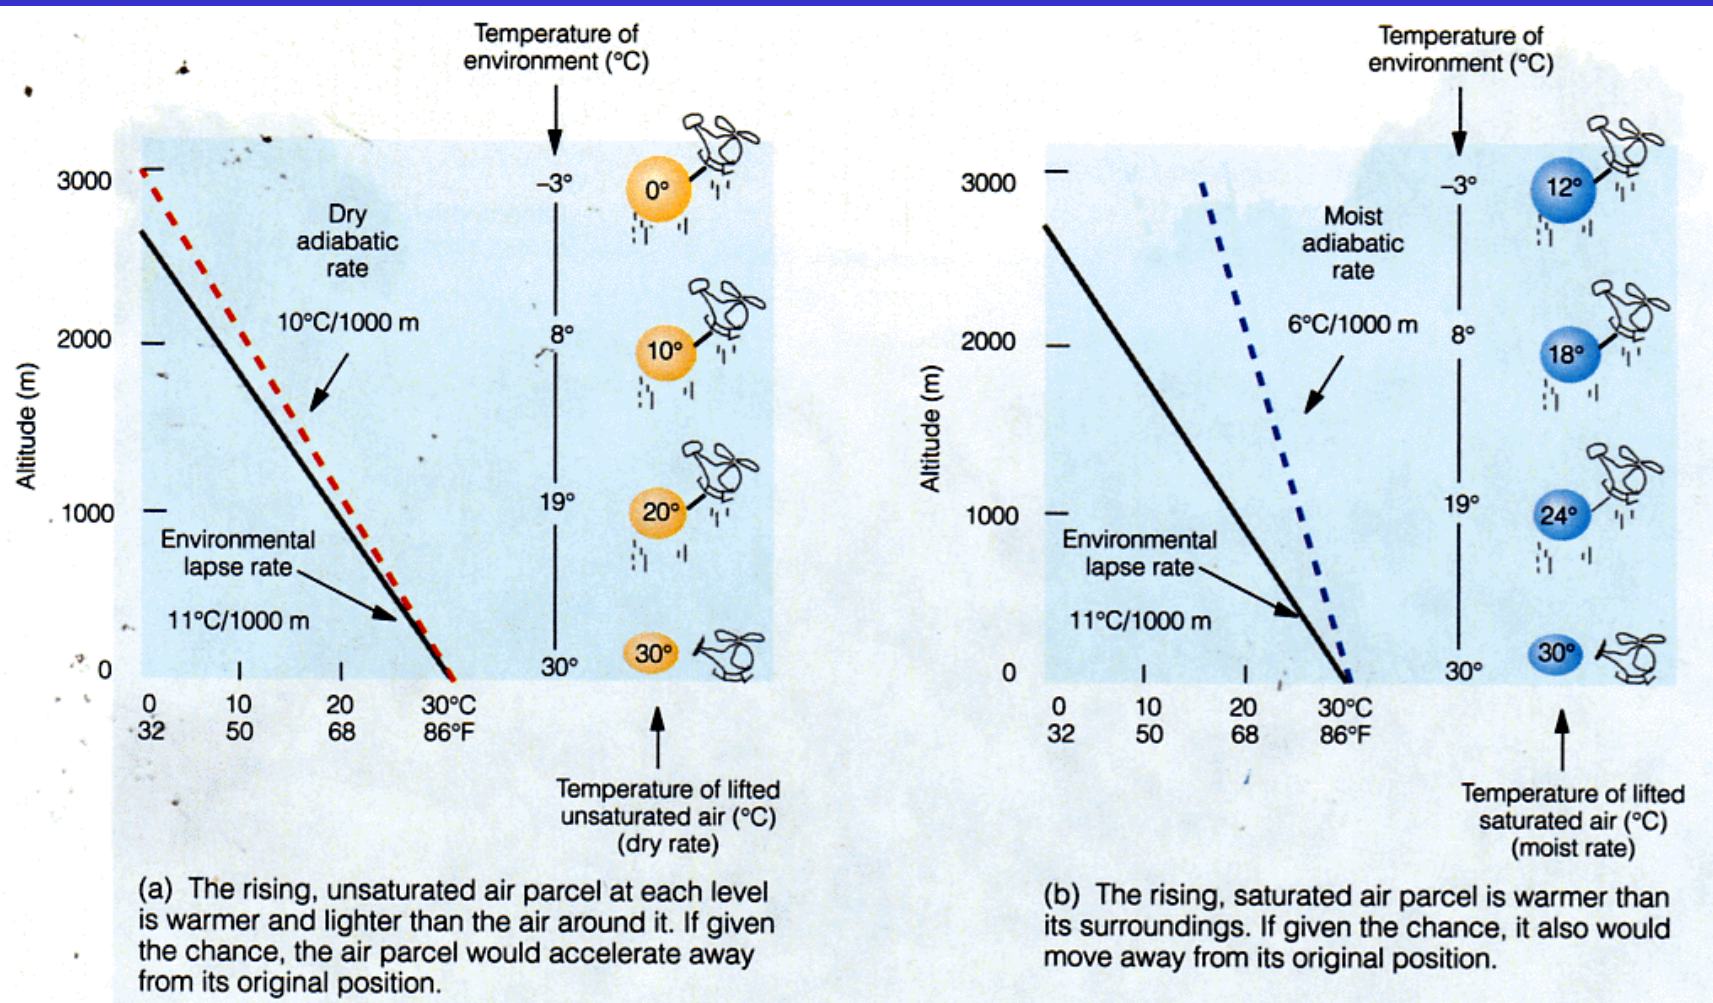 Temperature of
environment (°C)
3000
2000
1000
0
Altitude (m)
Dry
adiabatic
rate
10°C/1000 m
Environmental
lapse rate
11°C/1000 m
–3°
8°
19°
30°
0°
10°
20°
30°
0 10 20 30°C
32 50 68 86°F
Temperature of lifted
unsaturated air (°C)
(dry rate)
(a) The rising, unsaturated air parcel at each level
is warmer and lighter than the air around it. If given
the chance, the air parcel would accelerate away
from its original position.
Temperature of
environment (°C)
3000
2000
1000
0
Altitude (m)
Moist
adiabatic
rate
6°C/1000 m
Environmental
lapse rate
11°C/1000 m
–3°
8°
19°
30°
12°
18°
24°
30°
0 10 20 30°C
32 50 68 86°F
Temperature of lifted
saturated air (°C)
(moist rate)
(b) The rising, saturated air parcel is warmer than
its surroundings. If given the chance, it also would
move away from its original position.